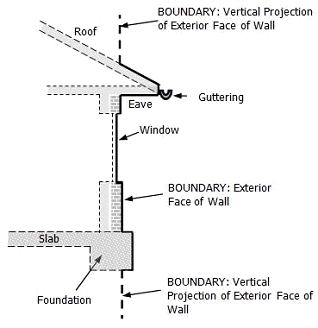 BOUNDARY: Vertical Projection
of Exterior Face of Wall
Roof
Eave
Guttering
Window
BOUNDARY: Exterior
Face of Wall
Slab
Foundation
BOUNDARY: Vertical
Projection of Exterior Face of
Wall